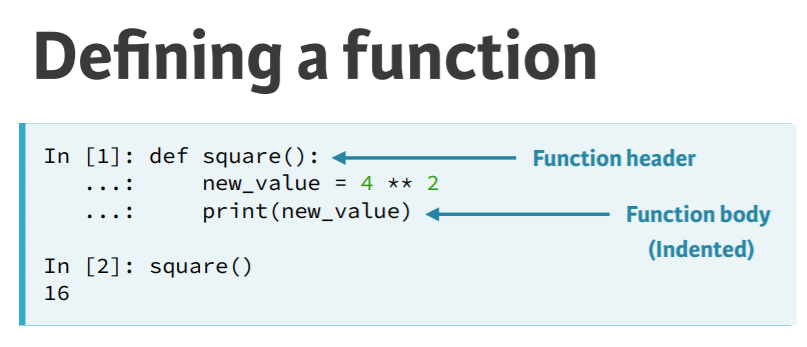 Defining a function
In [1]: def square():
Function header
...:     new_value = 4 ** 2
...:     print(new_value)
Function body
(Indented)
In [2]: square()
16